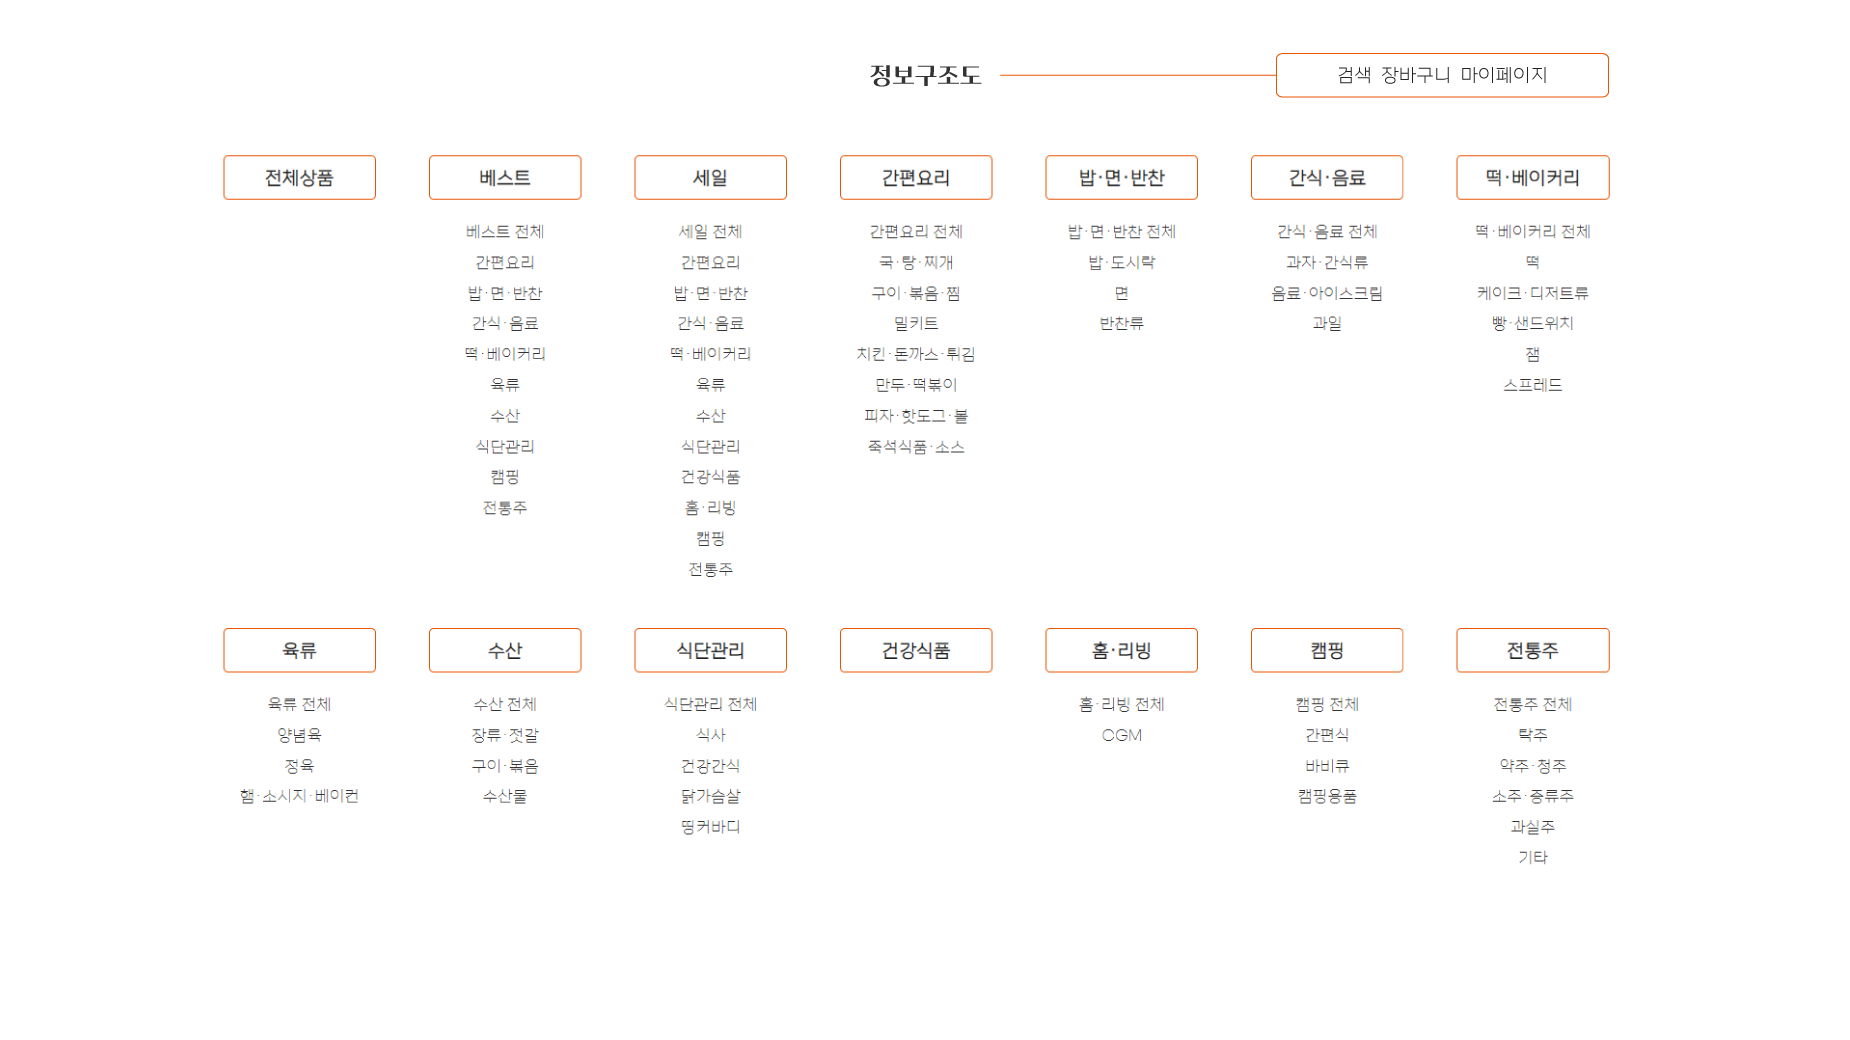 정보구조도
검색 장바구니 마이페이지
전체상품
베스트
베스트 전체
간편요리
밥·면·반찬
간식·음료
떡·베이커리
육류
수산
식단관리
캠핑
전통주
세일
세일 전체
간편요리
밥·면·반찬
간식·음료
떡·베이커리
육류
수산
식단관리
건강식품
홈·리빙
캠핑
전통주
간편요리
간편요리 전체
국·탕·찌개
구이·볶음·찜
밀키트
치킨·돈까스·튀김
만두·떡볶이
피자·핫도그·볼
죽석식품·소스
밥·면·반찬
밥·면·반찬 전체
밥·도시락
면
반찬류
간식·음료
간식·음료 전체
과자·간식류
음료·아이스크림
과일
떡·베이커리
떡·베이커리 전체
떡
케이크·디저트류
빵·샌드위치
잼
스프레드
육류
육류 전체
양념육
정육
햄·소시지·베이컨
수산
수산 전체
장류·젓갈
구이·볶음
수산물
식단관리
식단관리 전체
식사
건강간식
닭가슴살
띵커바디
건강식품
홈·리빙
홈·리빙 전체
CGM
캠핑
캠핑 전체
간편식
바비큐
캠핑용품
전통주
전통주 전체
탁주
약주·청주
소주·증류주
과실주
기타